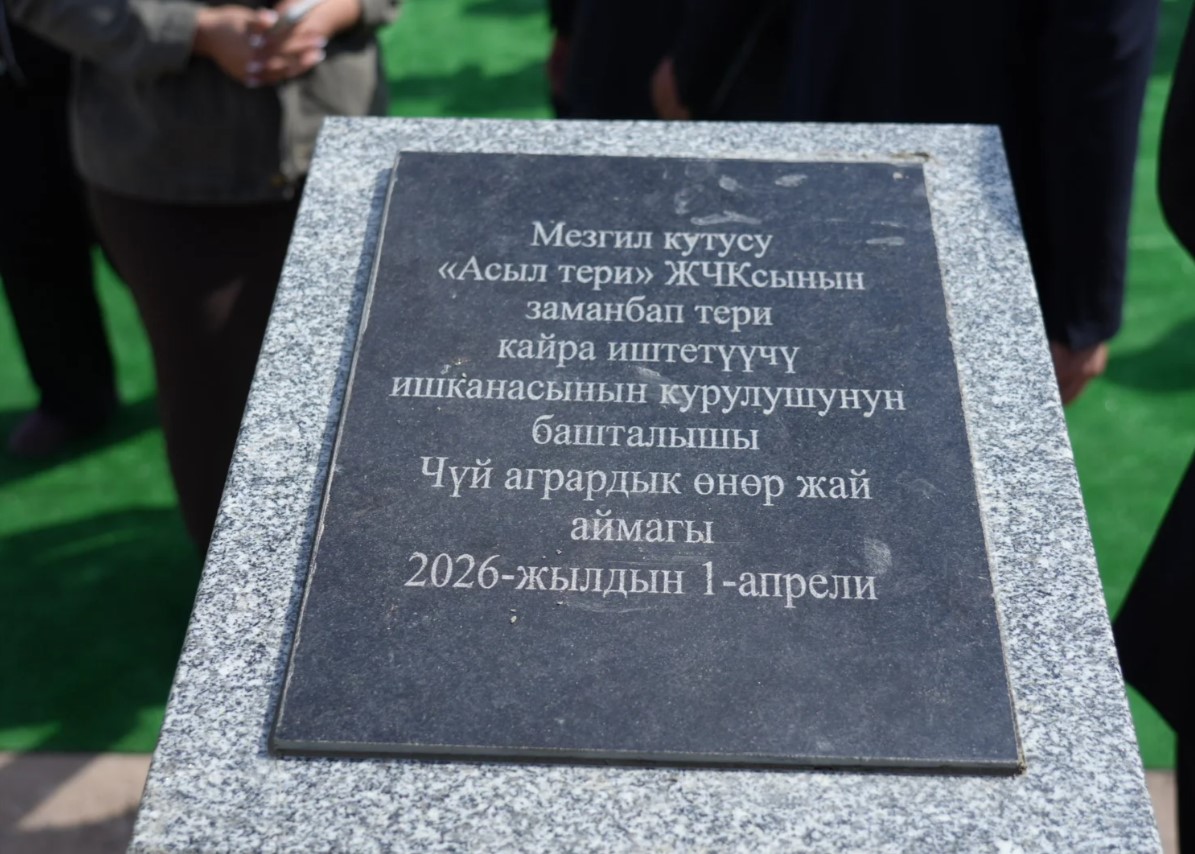 Мезгил кутусу
«Асыл тери» ЖЧКсынын
заманбап тери
кайра иштетүүчү
ишканасынын курулушунун
башталышы
Чүй агрардык өнөр жай
аймагы
2026-жылдын 1-апрели